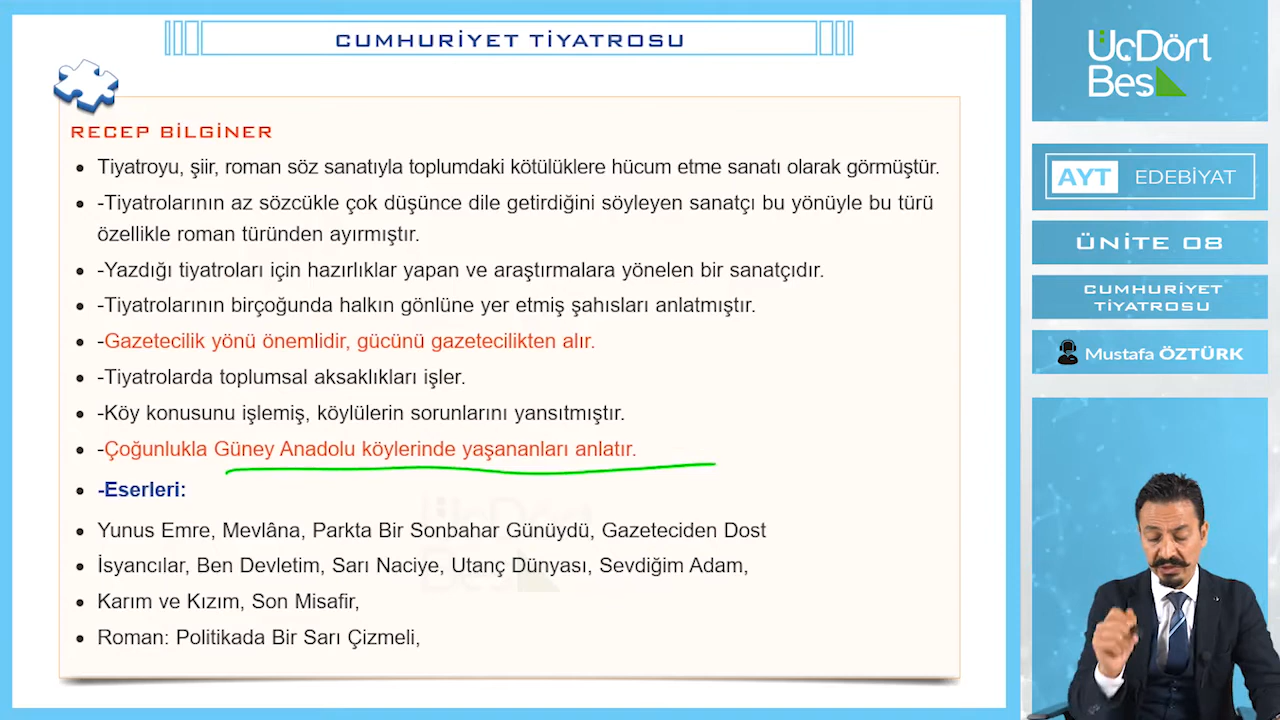 CUMHURİYET TİYATROSU
RECEP BİLGİNER
Tiyatroyu, şiir, roman söz sanatıyla toplumdaki kötülüklere hücum etme sanatı olarak görmüştür.
-Tiyatrolarının az sözcükle çok düşünce dile getirdiğini söyleyen sanatçı bu yönüyle bu türü
özellikle roman türünden ayırmıştır.
-Yazdığı tiyatroları için hazırlıklar yapan ve araştırmalara yönelen bir sanatçıdır.
-Tiyatrolarının birçoğunda halkın gönlüne yer etmiş şahısları anlatmıştır.
-Gazetecilik yönü önemlidir, gücünü gazetecilikten alır.
-Tiyatrolarda toplumsal aksaklıkları işler.
-Köy konusunu işlemiş, köylülerin sorunlarını yansıtmıştır.
-Çoğunlukla Güney Anadolu köylerinde yaşananları anlatır.
-Eserleri:
Yunus Emre, Mevlâna, Parkta Bir Sonbahar Günüydü, Gazeteciden Dost
İsyancılar, Ben Devletim, Sarı Naciye, Utanç Dünyası, Sevdiğim Adam,
Karım ve Kızım, Son Misafir,
Roman: Politikada Bir Sarı Çizmeli,
ÜçDört
Beş
AYT EDEBİYAT
ÜNİTE 08
CUMHURİYET
TİYATROSU
Mustafa ÖZTÜRK